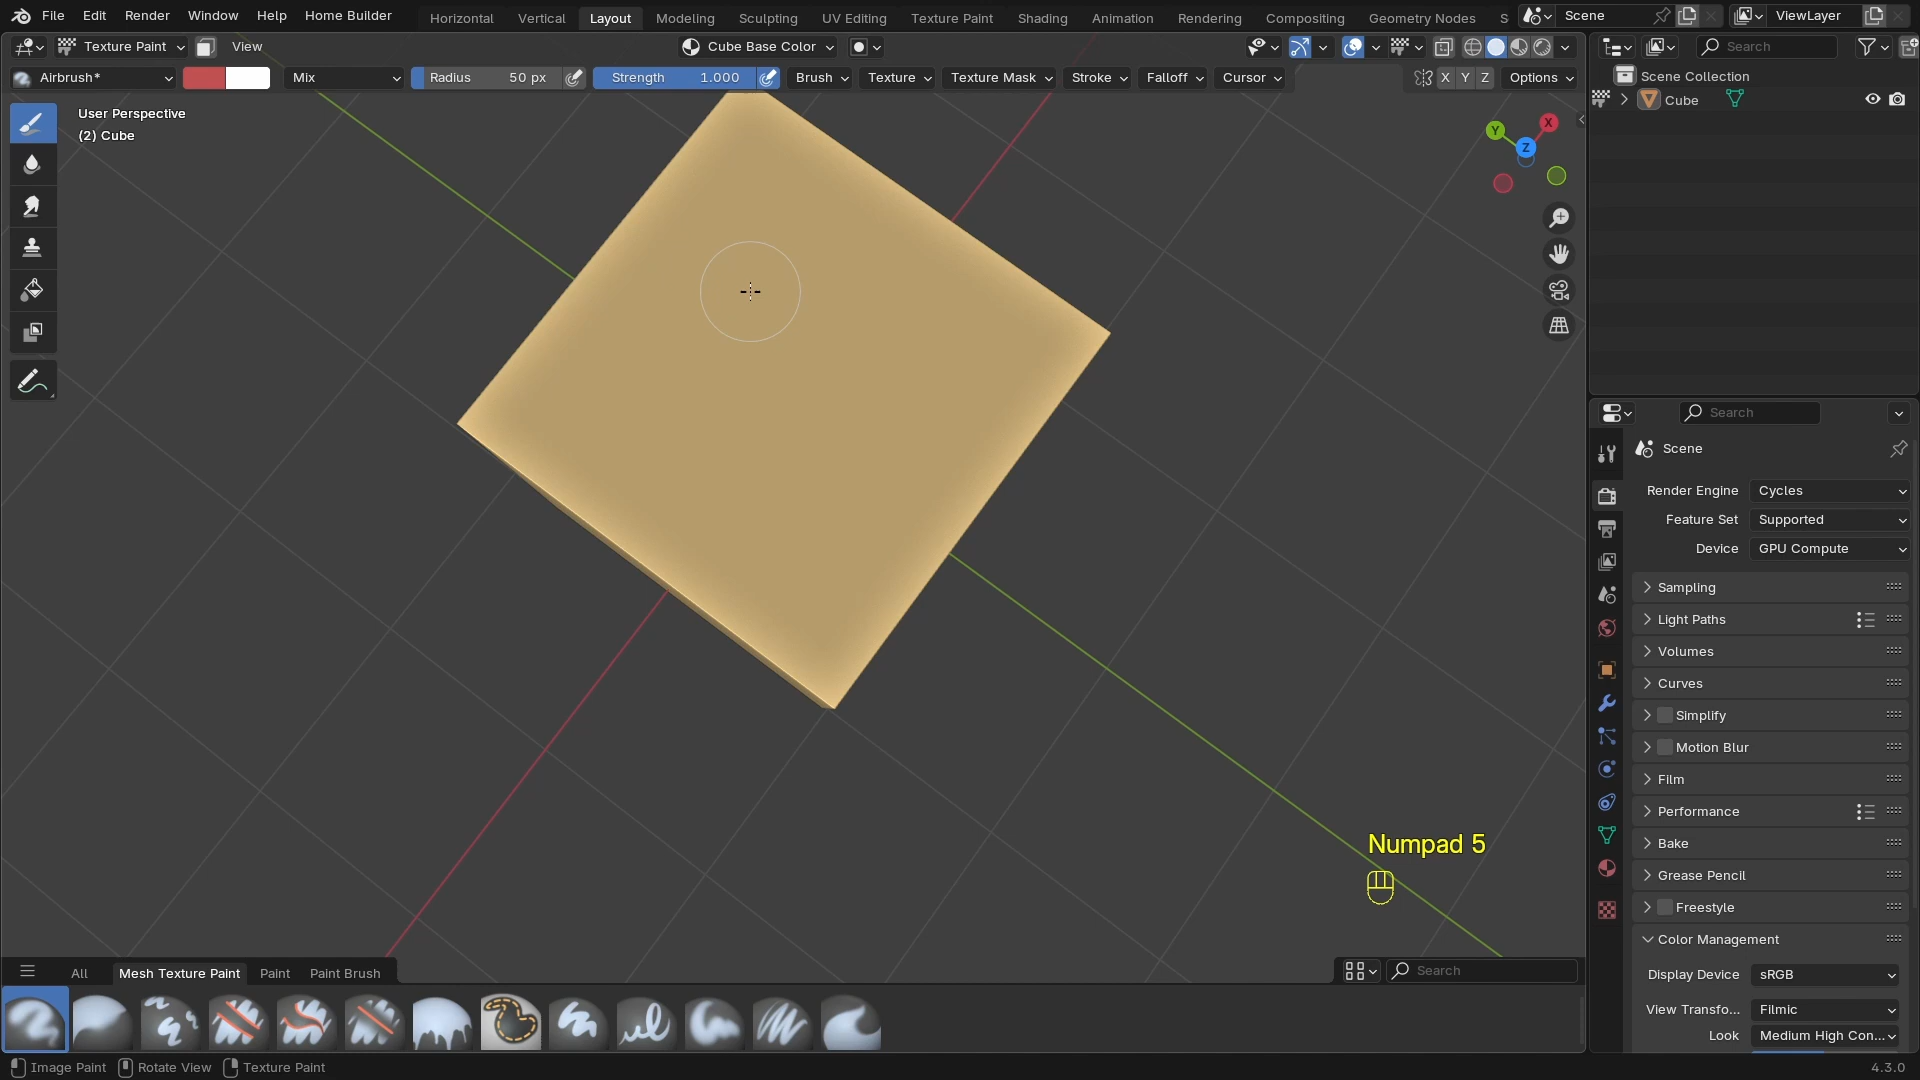 File Edit Render Window Help Home Builder Horizontal Vertical Layout Modeling Sculpting UV Editing Texture Paint Shading Animation Rendering Compositing Geometry Nodes S Scene ViewLayer
Texture Paint View Cube Base Color Search
Airbrush* Mix Radius 50 px Strength 1.000 Brush Texture Texture Mask Stroke Falloff Cursor X Y Z Options
Scene Collection
Cube
User Perspective
(2) Cube
X
Y
Z
Search
Scene
Render Engine Cycles
Feature Set Supported
Device GPU Compute
Sampling
Light Paths
Volumes
Curves
Simplify
Motion Blur
Film
Performance
Bake
Grease Pencil
Freestyle
Color Management
Display Device sRGB
View Transfo... Filmic
Look Medium High Con...
Numpad 5
All Mesh Texture Paint Paint Paint Brush Search
Image Paint Rotate View Texture Paint 4.3.0